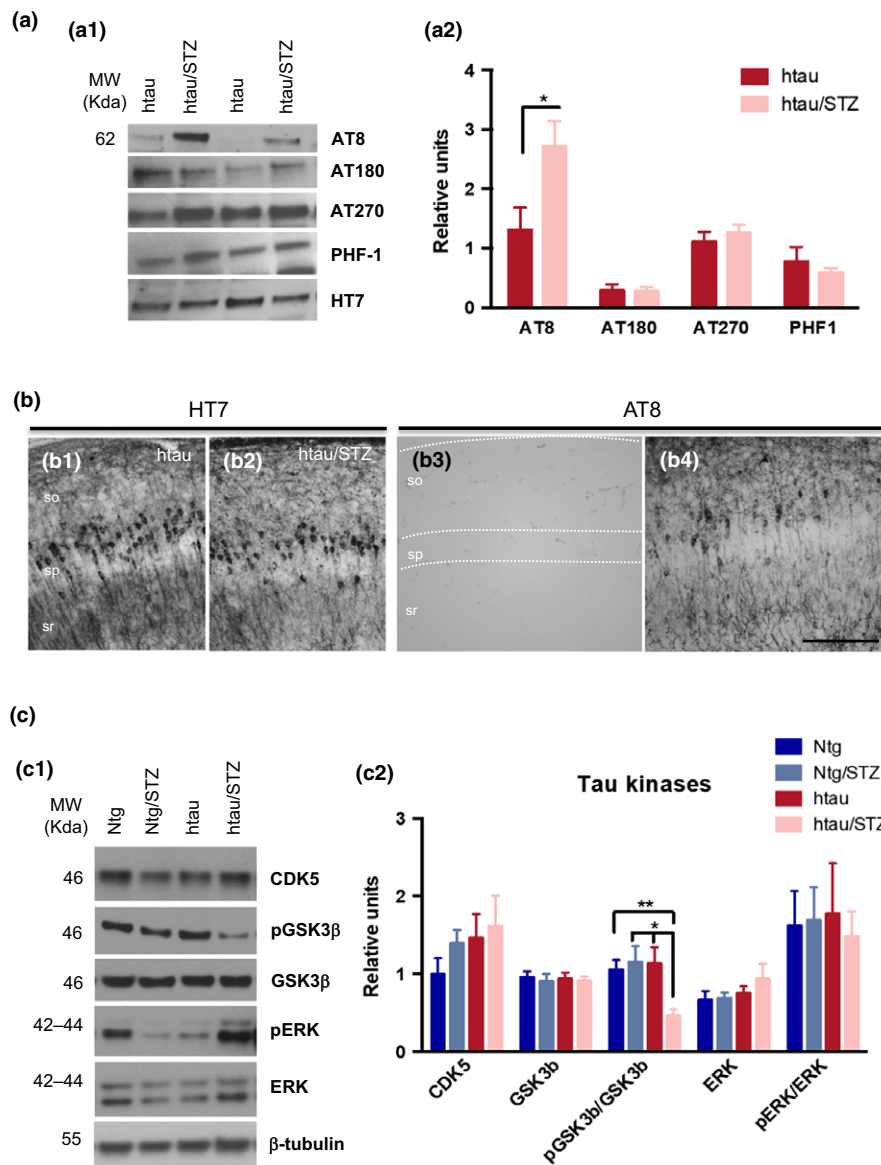 (a)
(a1)
MW
(Kda)
htau
htau/STZ
htau
htau/STZ
62
AT8
AT180
AT270
PHF-1
HT7
(a2)
Relative units
4
3
2
1
0
*
htau
htau/STZ
AT8
AT180
AT270
PHF1
(b)
HT7
AT8
(b1)
htau
so
sp
sr
(b2)
htau/STZ
(b3)
so
sp
sr
(b4)
(c)
(c1)
MW
(Kda)
Ntg
Ntg/STZ
htau
htau/STZ
46
CDK5
46
pGSK3β
46
GSK3β
42–44
pERK
42–44
ERK
55
β-tubulin
(c2)
Tau kinases
Ntg
Ntg/STZ
htau
htau/STZ
Relative units
3
2
1
0
**
*
CDK5
GSK3b
pGSK3b/GSK3b
ERK
pERK/ERK